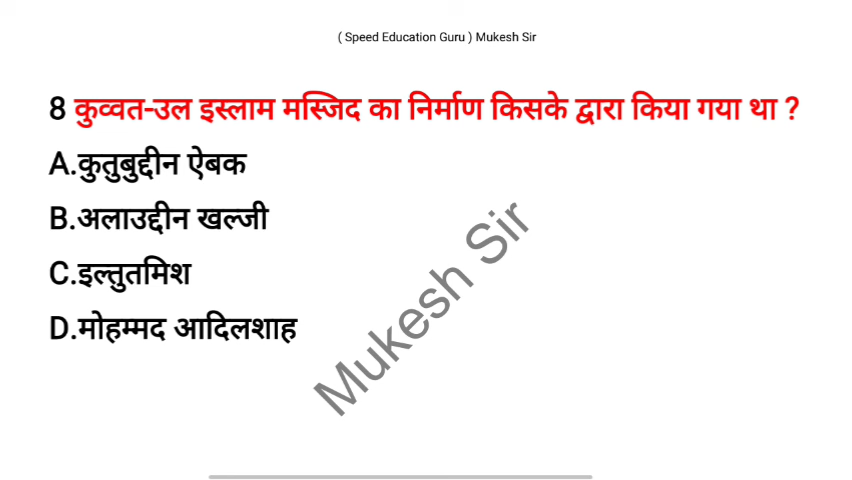 ( Speed Education Guru ) Mukesh Sir
8 कुव्वत-उल इस्लाम मस्जिद का निर्माण किसके द्वारा किया गया था ?
A.कुतुबुद्दीन ऐबक
B.अलाउद्दीन खल्जी
C.इल्तुतमिश
D.मोहम्मद आदिलशाह
Mukesh Sir